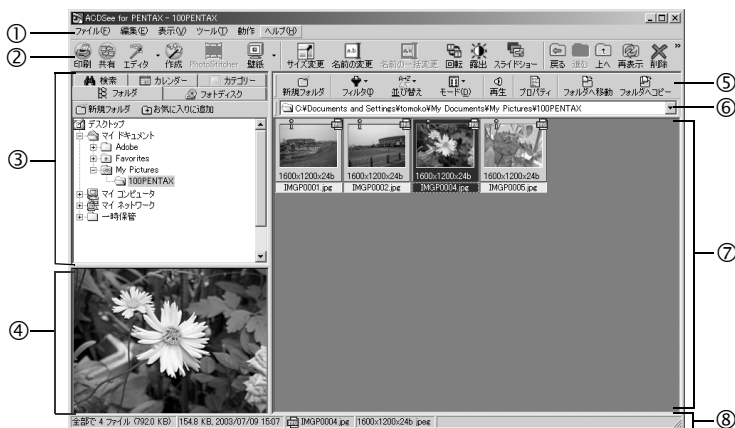 ACDSee for PENTAX - 100PENTAX
① ファイル(F) 編集(E) 表示(V) ツール(T) 動作 ヘルプ(H)
② 印刷 共有 エディタ 作成 PhotoStitcher 壁紙 サイズ変更 名前の変更 名前の一括変更 回転 露出 スライドショー 戻る 進む 上へ 再表示 削除 »
検索 カレンダー カテゴリー
フォルダ フォトディスク
新規フォルダ お気に入りに追加
③
デスクトップ
マイ ドキュメント
Adobe
Favorites
My Pictures
100PENTAX
マイ コンピュータ
マイ ネットワーク
一時保管
④
新規フォルダ フィルタ 並び替え モード(D) 再生 プロパティ フォルダへ移動 フォルダへコピー ⑤
C:¥Documents and Settings¥tomoko¥My Documents¥My Pictures¥100PENTAX ⑥
1600x1200x24b 1600x1200x24b 1600x1200x24b 1600x1200x24b
IMGP0001.jpg IMGP0002.jpg IMGP0004.jpg IMGP0005.jpg
⑦
全部で 4 ファイル (792.0 KB) 154.8 KB, 2003/07/09 15:07 IMGP0004.jpg 1600x1200x24b jpeg ⑧